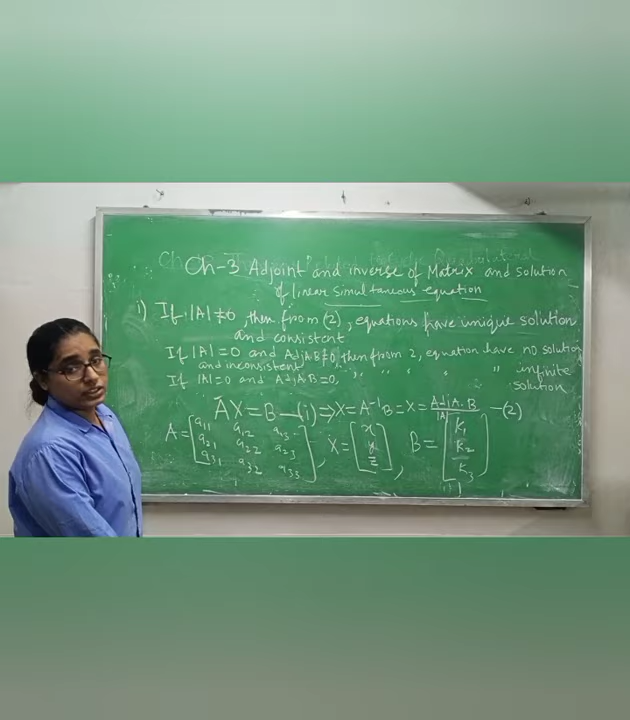 Ch-3 Adjoint and inverse of Matrix and solution
of linear simultaneous equation
i) If |A| ≠ 0, then from (2), equations have unique solution
and consistent
If |A| = 0 and AdjA.B ≠ 0, then from 2, equation have no solution
and inconsistent
If |A| = 0 and AdjA.B = 0, " " " " " infinite
solution
AX = B —(i) ⇒ X = A⁻¹B = X = AdjA.B / |A| —(2)
A = [a11 a12 a13
a21 a22 a23
a31 a32 a33], X = [x
y
z], B = [k1
k2
k3]